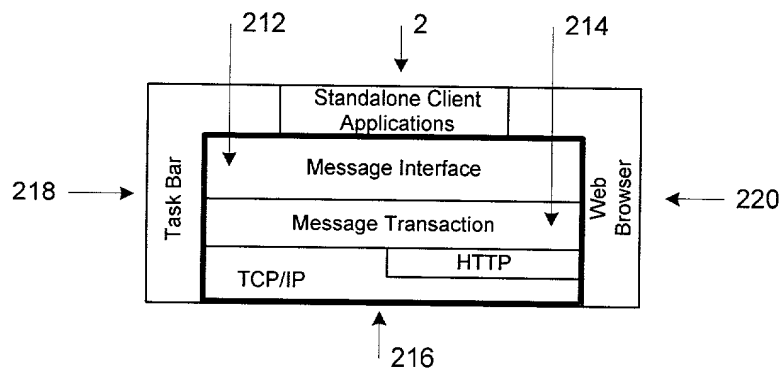 212
2
214
Standalone Client
Applications
Message Interface
218
Task Bar
Web
Browser
220
Message Transaction
HTTP
TCP/IP
216